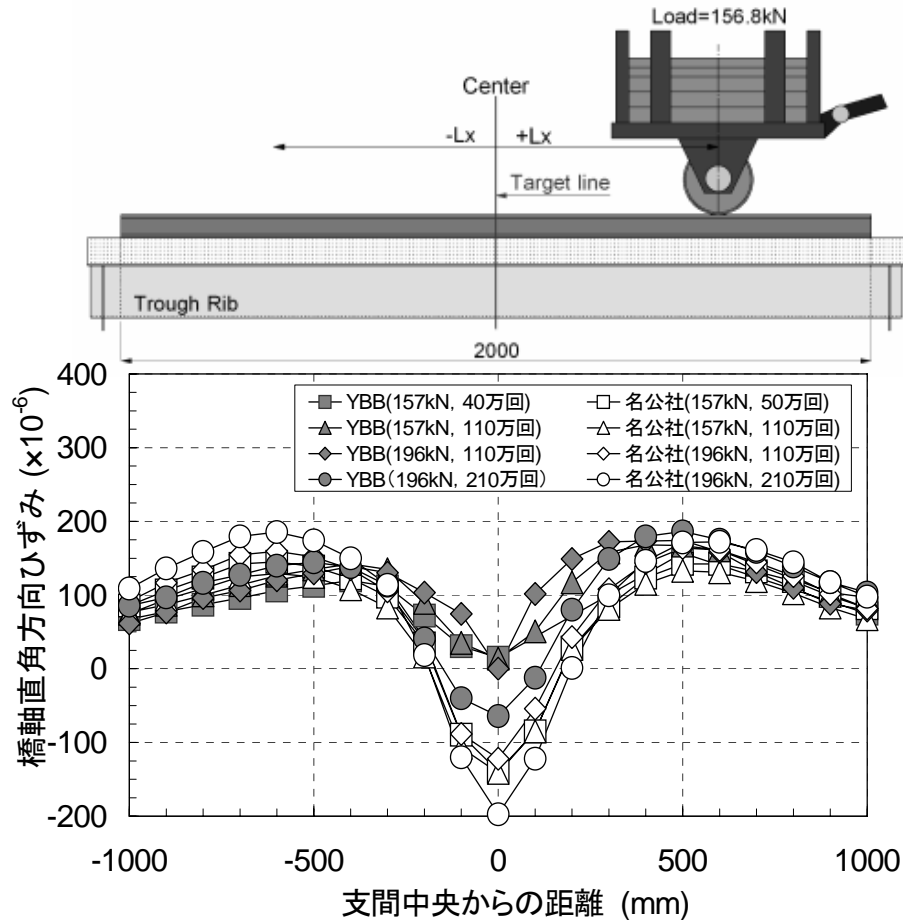 Load=156.8kN
Center
-Lx +Lx
Target line
Trough Rib
2000
400
300
200
100
0
-100
-200
橋軸直角方向ひずみ (×10⁻⁶)
YBB(157kN, 40万回)
YBB(157kN, 110万回)
YBB(196kN, 110万回)
YBB(196kN, 210万回)
名公社(157kN, 50万回)
名公社(157kN, 110万回)
名公社(196kN, 110万回)
名公社(196kN, 210万回)
-1000 -500 0 500 1000
支間中央からの距離 (mm)